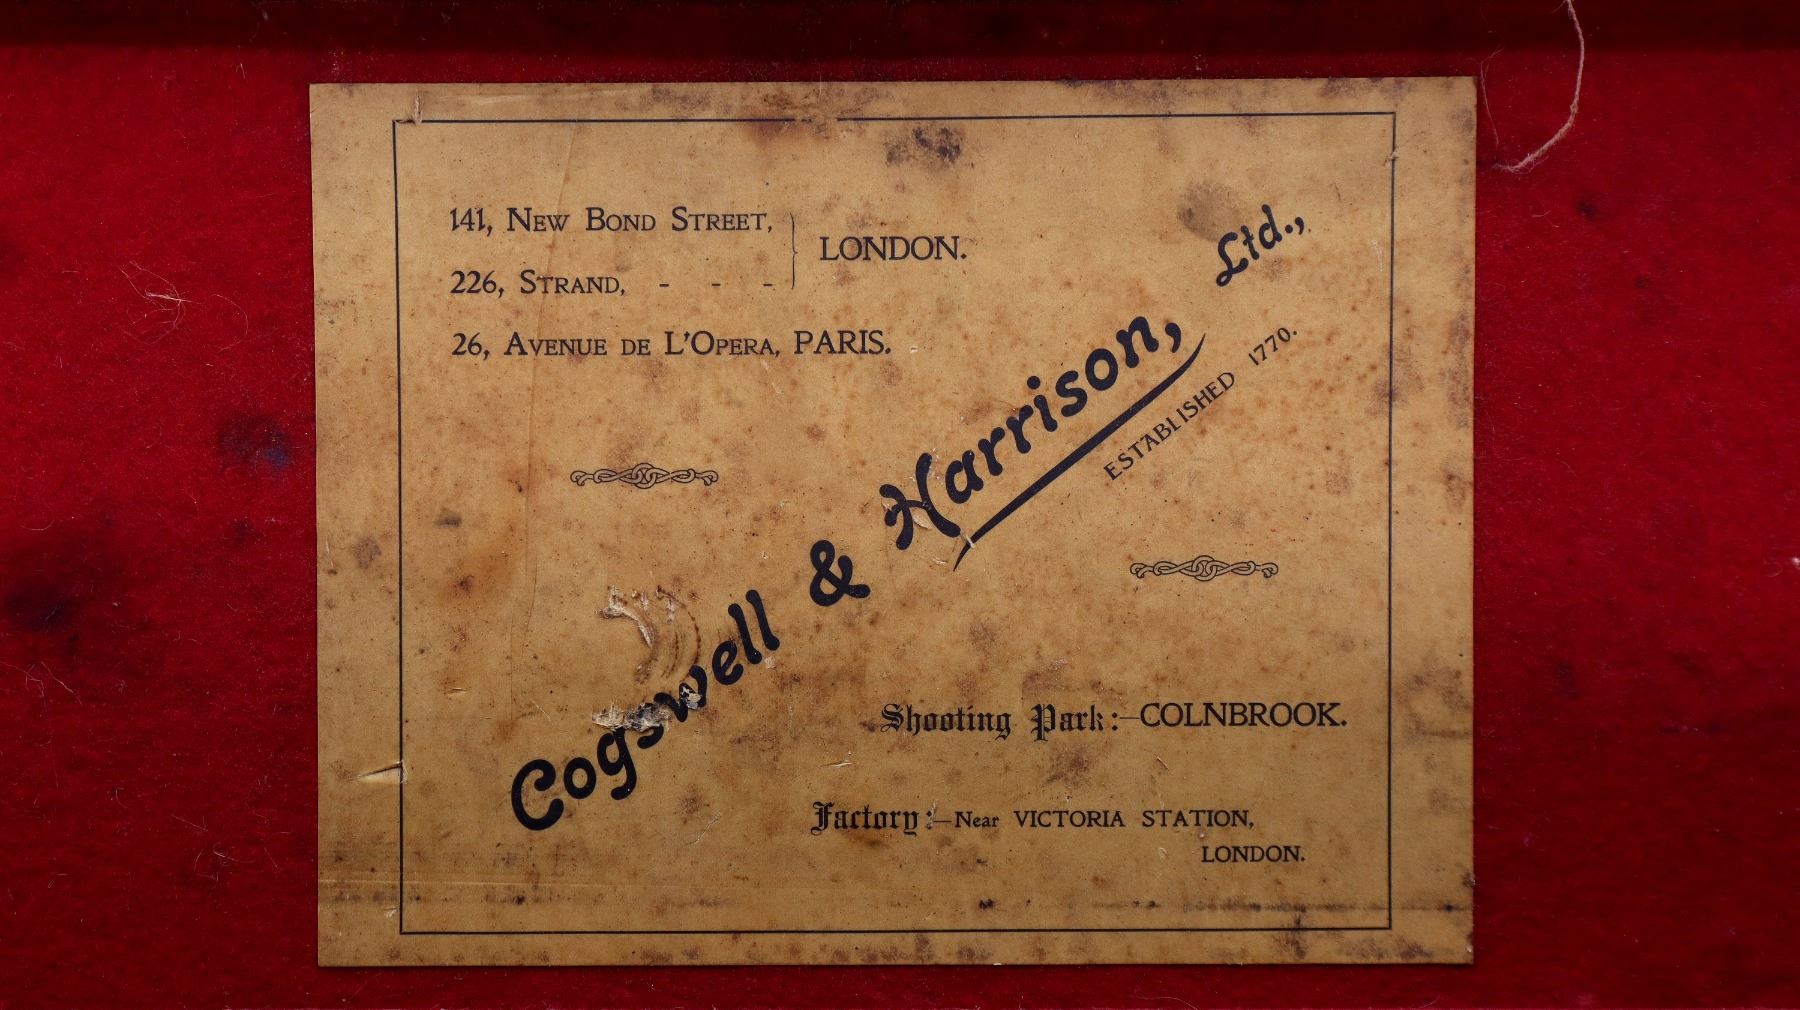 141, New Bond Street,
226, Strand, - - -
LONDON.
26, Avenue de L'Opera, PARIS.
Cogswell & Harrison, Ltd.,
ESTABLISHED 1770.
Shooting Park:—COLNBROOK.
Factory:—Near VICTORIA STATION,
LONDON.